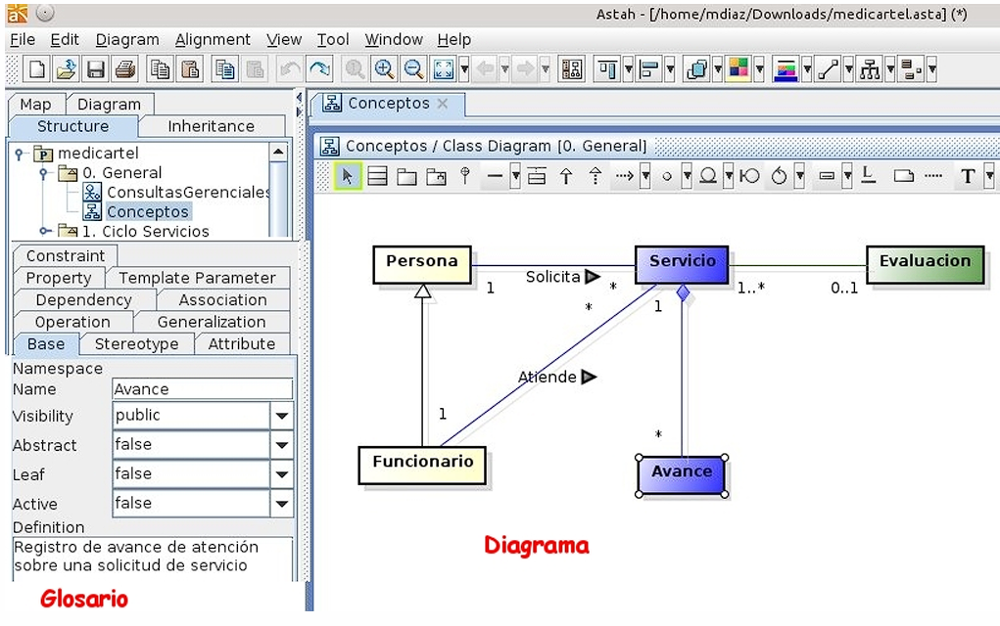 Astah - [/home/mdiaz/Downloads/medicartel.asta] (*)
File Edit Diagram Alignment View Tool Window Help
Map Diagram
Structure Inheritance
medicartel
0. General
ConsultasGerenciales
Conceptos
1. Ciclo Servicios
Constraint
Property Template Parameter
Dependency Association
Operation Generalization
Base Stereotype Attribute
Namespace
Name Avance
Visibility public
Abstract false
Leaf false
Active false
Definition
Registro de avance de atención
sobre una solicitud de servicio
Glosario
Conceptos
Conceptos / Class Diagram [0. General]
T
Persona Servicio Evaluacion
Solicita
1 * 1..* 0..1
* 1
Atiende
1
*
Funcionario Avance
Diagrama